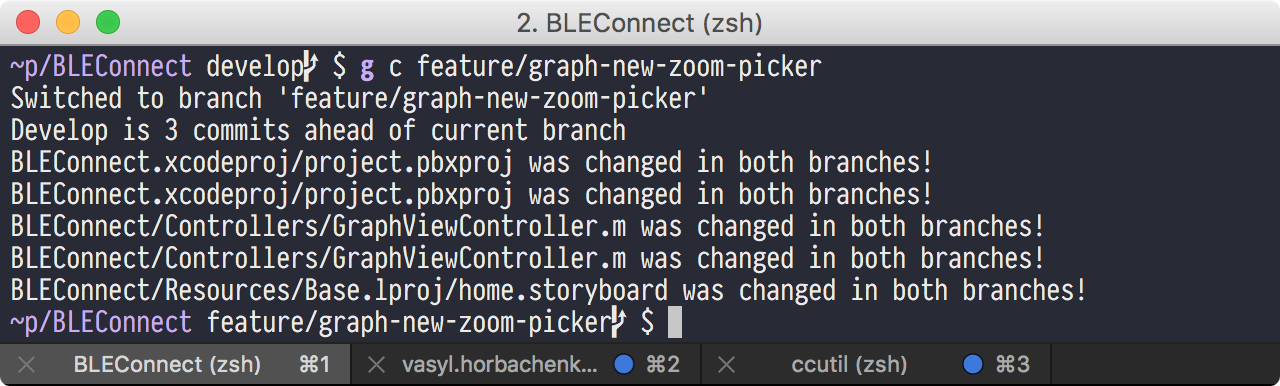 2. BLEConnect (zsh)
~p/BLEConnect develop $ g c feature/graph-new-zoom-picker
Switched to branch 'feature/graph-new-zoom-picker'
Develop is 3 commits ahead of current branch
BLEConnect.xcodeproj/project.pbxproj was changed in both branches!
BLEConnect.xcodeproj/project.pbxproj was changed in both branches!
BLEConnect/Controllers/GraphViewController.m was changed in both branches!
BLEConnect/Controllers/GraphViewController.m was changed in both branches!
BLEConnect/Resources/Base.lproj/home.storyboard was changed in both branches!
~p/BLEConnect feature/graph-new-zoom-picker $
BLEConnect (zsh) ⌘1 vasyl.horbachenk... ⌘2 ccutil (zsh) ⌘3